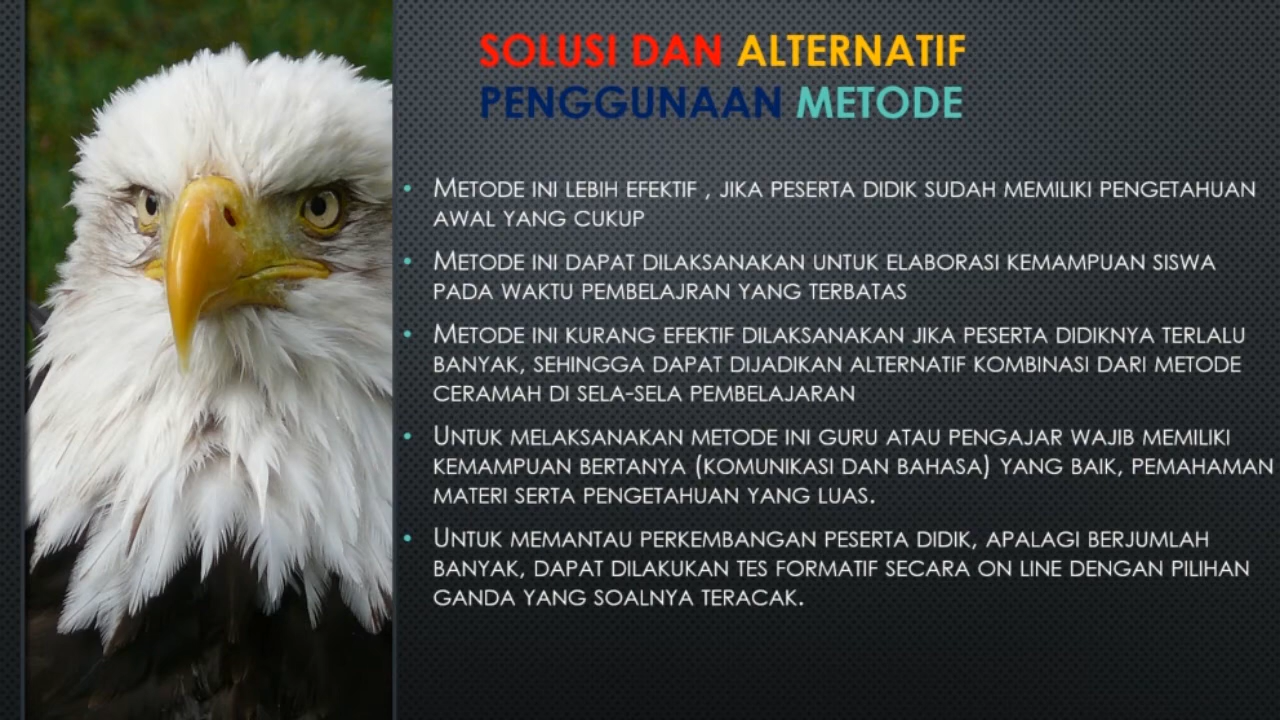 SOLUSI DAN ALTERNATIF
PENGGUNAAN METODE
• METODE INI LEBIH EFEKTIF , JIKA PESERTA DIDIK SUDAH MEMILIKI PENGETAHUAN
AWAL YANG CUKUP
• METODE INI DAPAT DILAKSANAKAN UNTUK ELABORASI KEMAMPUAN SISWA
PADA WAKTU PEMBELAJRAN YANG TERBATAS
• METODE INI KURANG EFEKTIF DILAKSANAKAN JIKA PESERTA DIDIKNYA TERLALU
BANYAK, SEHINGGA DAPAT DIJADIKAN ALTERNATIF KOMBINASI DARI METODE
CERAMAH DI SELA-SELA PEMBELAJARAN
• UNTUK MELAKSANAKAN METODE INI GURU ATAU PENGAJAR WAJIB MEMILIKI
KEMAMPUAN BERTANYA (KOMUNIKASI DAN BAHASA) YANG BAIK, PEMAHAMAN
MATERI SERTA PENGETAHUAN YANG LUAS.
• UNTUK MEMANTAU PERKEMBANGAN PESERTA DIDIK, APALAGI BERJUMLAH
BANYAK, DAPAT DILAKUKAN TES FORMATIF SECARA ON LINE DENGAN PILIHAN
GANDA YANG SOALNYA TERACAK.